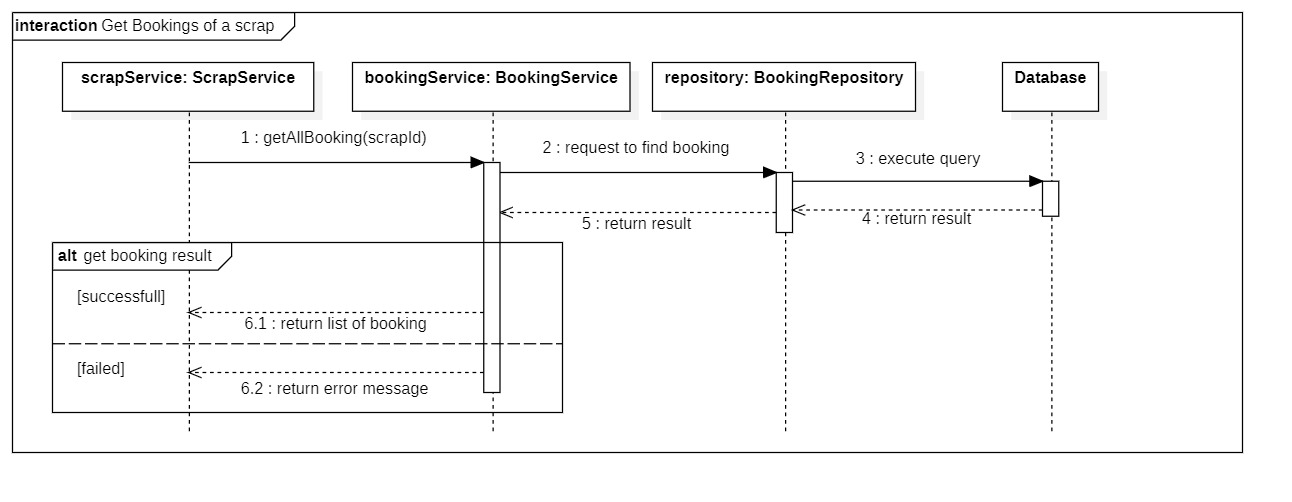 interaction Get Bookings of a scrap
scrapService: ScrapService
bookingService: BookingService
repository: BookingRepository
Database
1 : getAllBooking(scrapId)
2 : request to find booking
3 : execute query
4 : return result
5 : return result
alt get booking result
[successfull]
6.1 : return list of booking
[failed]
6.2 : return error message